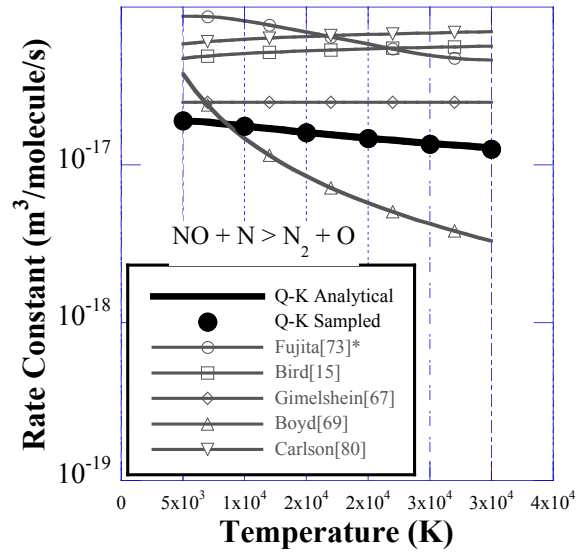 Rate Constant (m³/molecule/s)
10⁻¹⁷
10⁻¹⁸
10⁻¹⁹
NO + N > N₂ + O
Q-K Analytical
Q-K Sampled
Fujita[73]*
Bird[15]
Gimelshein[67]
Boyd[69]
Carlson[80]
0 5x10³ 1x10⁴ 2x10⁴ 2x10⁴ 3x10⁴ 3x10⁴ 4x10⁴
Temperature (K)